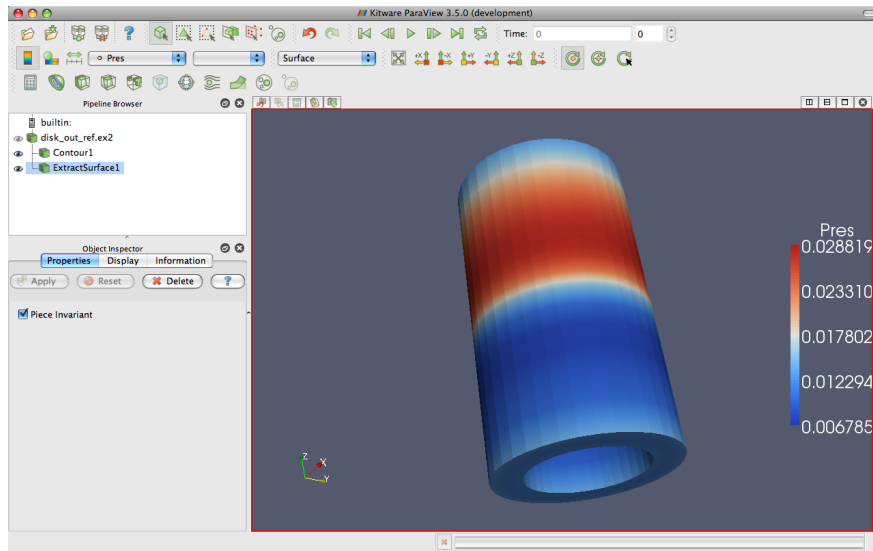 Kitware ParaView 3.5.0 (development)
Time: 0 0
Pres Surface
+X -X +Y -Y +Z -Z
Pipeline Browser
builtin:
disk_out_ref.ex2
Contour1
ExtractSurface1
Object Inspector
Properties Display Information
Apply Reset Delete ?
Piece Invariant
Pres
0.028819
0.023310
0.017802
0.012294
0.006785
Z X Y